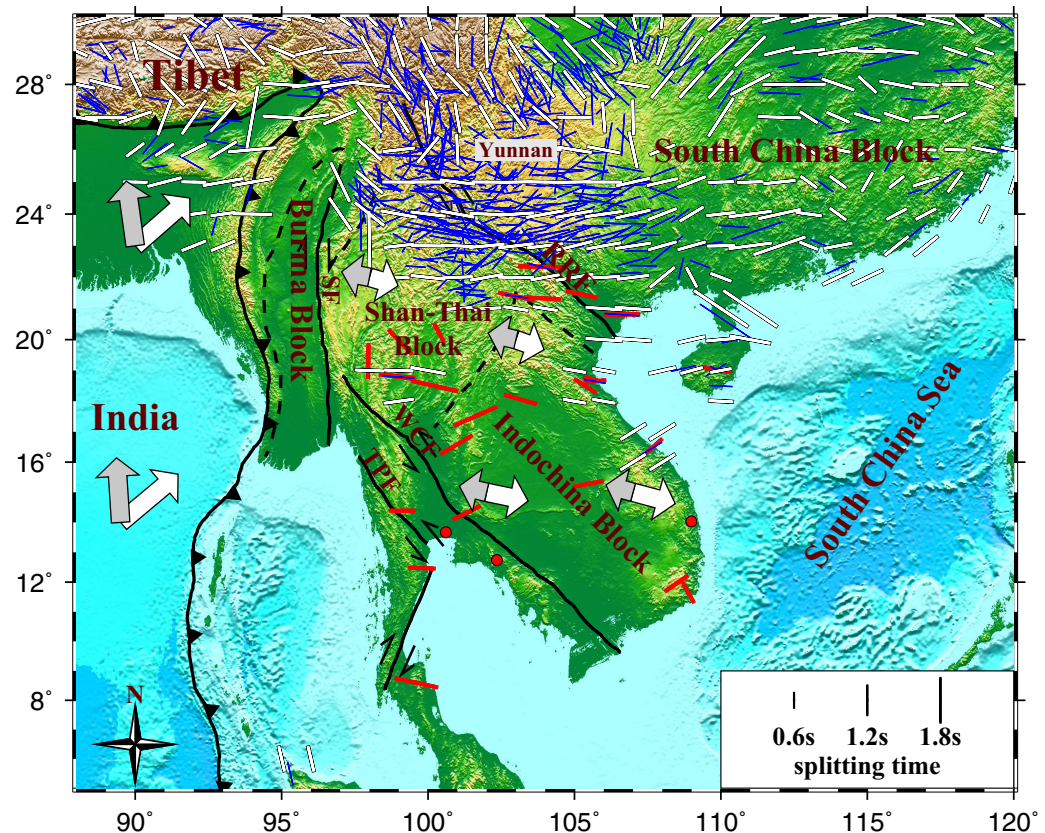 28°
24°
20°
16°
12°
8°
Tibet
Yunnan
South China Block
Burma Block
SF
RRF
Shan-Thai
Block
India
WCF
TPF
Indochina Block
South China Sea
N
0.6s 1.2s 1.8s
splitting time
90° 95° 100° 105° 110° 115° 120°